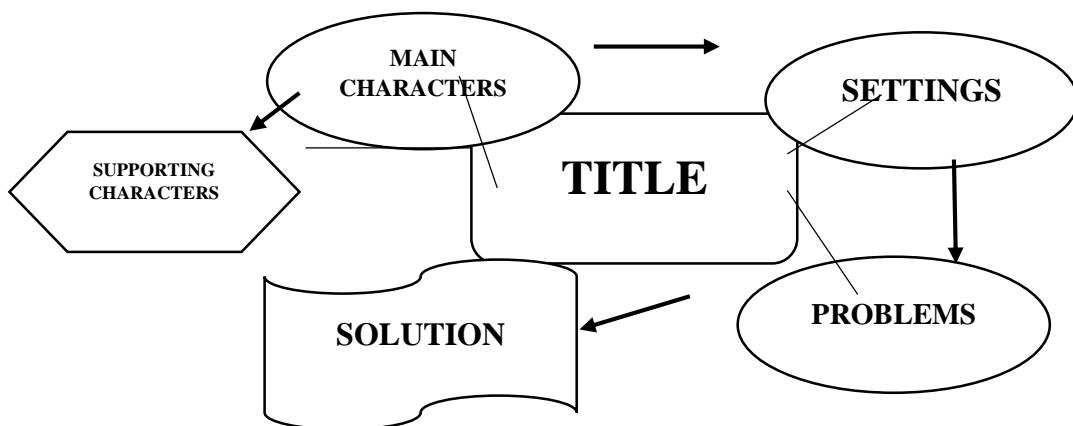 MAIN
CHARACTERS
SETTINGS
SUPPORTING
CHARACTERS
TITLE
PROBLEMS
SOLUTION